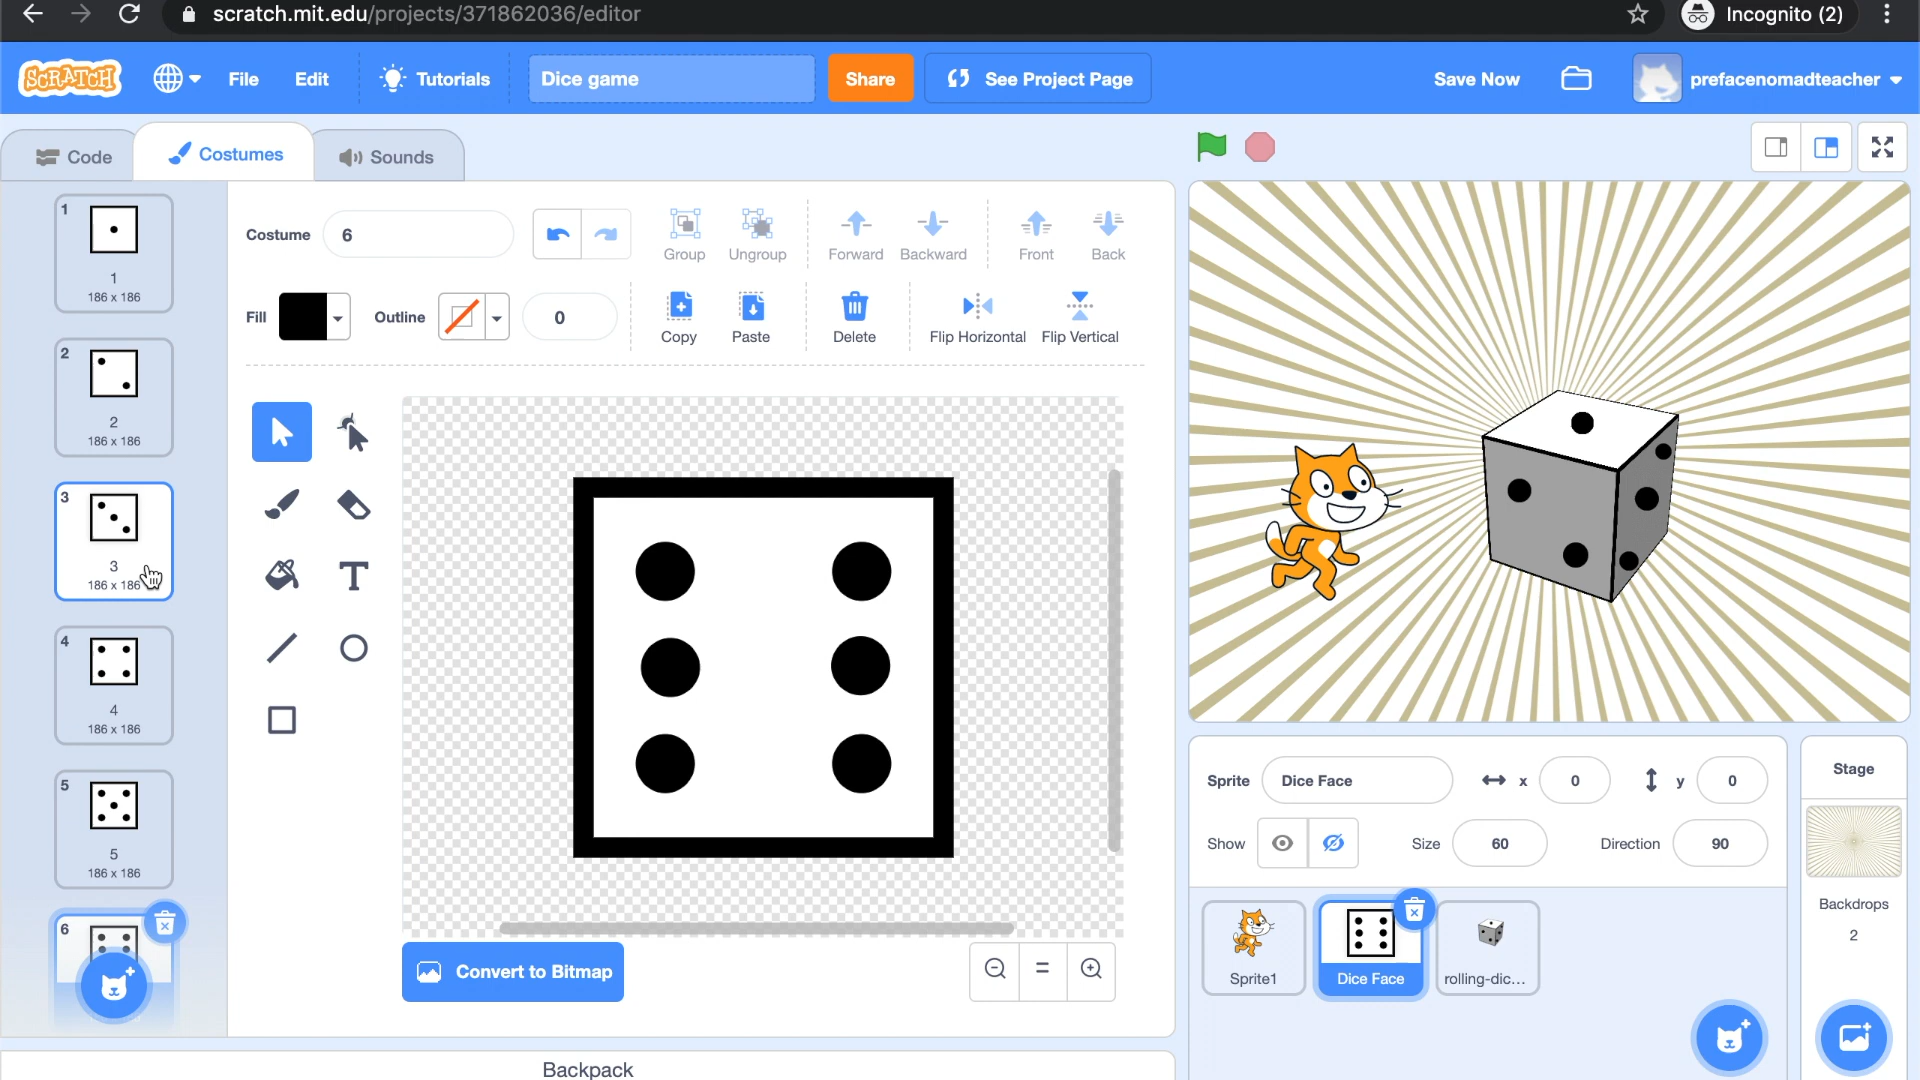 scratch.mit.edu/projects/371862036/editor
Incognito (2)
SCRATCH
File
Edit
Tutorials
Dice game
Share
See Project Page
Save Now
prefacenomadteacher
Code
Costumes
Sounds
1
1
186 x 186
2
2
186 x 186
3
3
186 x 186
4
4
186 x 186
5
5
186 x 186
6
Costume
6
Group
Ungroup
Forward
Backward
Front
Back
Fill
Outline
0
Copy
Paste
Delete
Flip Horizontal
Flip Vertical
T
Convert to Bitmap
Backpack
Sprite
Dice Face
x
0
y
0
Show
Size
60
Direction
90
Sprite1
Dice Face
rolling-dic...
Stage
Backdrops
2